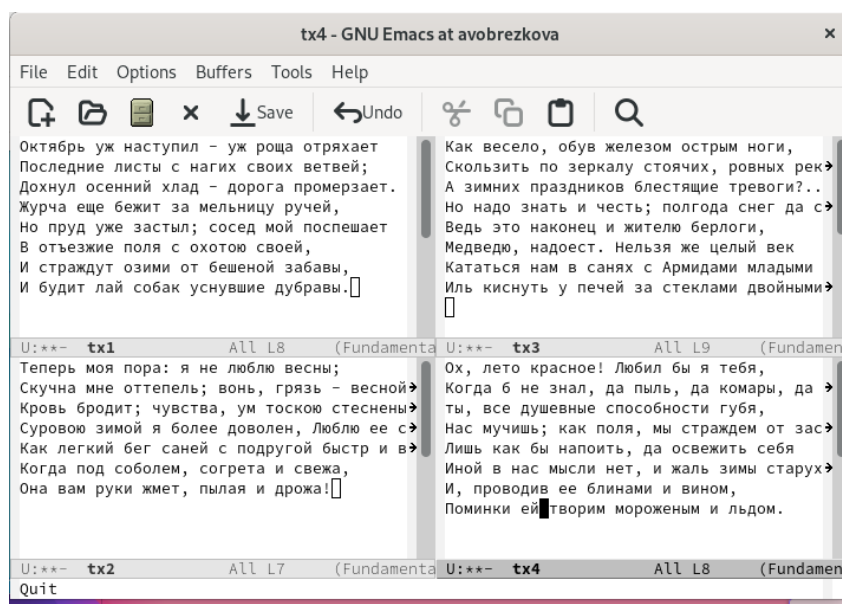 tx4 - GNU Emacs at avobrezkova
File Edit Options Buffers Tools Help
Save Undo
Октябрь уж наступил – уж роща отряхает
Последние листы с нагих своих ветвей;
Дохнул осенний хлад – дорога промерзает.
Журча еще бежит за мельницу ручей,
Но пруд уже застыл; сосед мой поспешает
В отъезжие поля с охотою своей,
И страждут озими от бешеной забавы,
И будит лай собак уснувшие дубравы.
U:**- tx1 All L8 (Fundamenta
Как весело, обув железом острым ноги,
Скользить по зеркалу стоячих, ровных рек
А зимних праздников блестящие тревоги?..
Но надо знать и честь; полгода снег да с
Ведь это наконец и жителю берлоги,
Медведю, надоест. Нельзя же целый век
Кататься нам в санях с Армидами младыми
Иль киснуть у печей за стеклами двойными
U:**- tx3 All L9 (Fundamen
Теперь моя пора: я не люблю весны;
Скучна мне оттепель; вонь, грязь – весной
Кровь бродит; чувства, ум тоскою стеснены
Суровою зимой я более доволен, Люблю ее с
Как легкий бег саней с подругой быстр и в
Когда под соболем, согрета и свежа,
Она вам руки жмет, пылая и дрожа!
U:**- tx2 All L7 (Fundamenta
Ох, лето красное! Любил бы я тебя,
Когда б не знал, да пыль, да комары, да
ты, все душевные способности губя,
Нас мучишь; как поля, мы страждем от зас
Лишь как бы напоить, да освежить себя
Иной в нас мысли нет, и жаль зимы старух
И, проводив ее блинами и вином,
Поминки ей творим мороженым и льдом.
U:**- tx4 All L8 (Fundamen
Quit